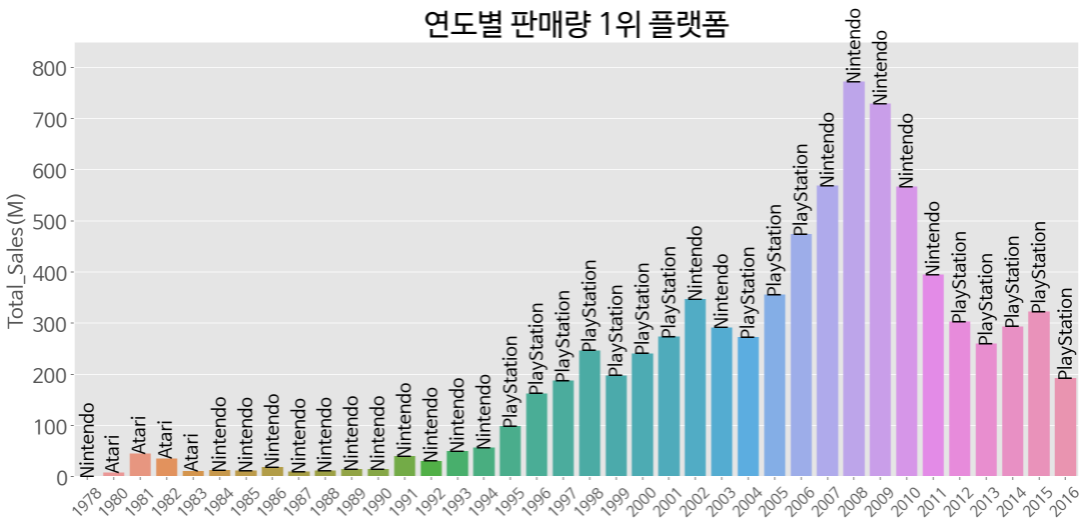 연도별 판매량 1위 플랫폼
Total_Sales(M)
800
700
600
500
400
300
200
100
0
Nintendo
Atari
Atari
Atari
Atari
Nintendo
Nintendo
Nintendo
Nintendo
Nintendo
Nintendo
Nintendo
Nintendo
Nintendo
Nintendo
Nintendo
PlayStation
PlayStation
PlayStation
PlayStation
PlayStation
PlayStation
PlayStation
Nintendo
Nintendo
PlayStation
PlayStation
PlayStation
Nintendo
Nintendo
Nintendo
Nintendo
Nintendo
PlayStation
PlayStation
PlayStation
PlayStation
PlayStation
1978
1980
1981
1982
1983
1984
1985
1986
1987
1988
1989
1990
1991
1992
1993
1994
1995
1996
1997
1998
1999
2000
2001
2002
2003
2004
2005
2006
2007
2008
2009
2010
2011
2012
2013
2014
2015
2016